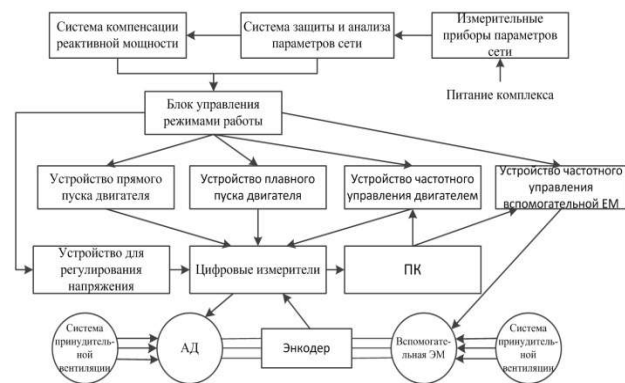 Система компенсации
реактивной мощности
Система защиты и анализа
параметров сети
Измерительные
приборы параметров
сети
Питание комплекса
Блок управления
режимами работы
Устройство прямого
пуска двигателя
Устройство плавного
пуска двигателя
Устройство частотного
управления двигателем
Устройство частотного
управления
вспомогательной ЕМ
Устройство для
регулирования
напряжения
Цифровые измерители
ПК
Система
принудитель-
ной
вентиляции
АД
Энкодер
Вспомога-
тельная ЭМ
Система
принудитель-
ной
вентиляции